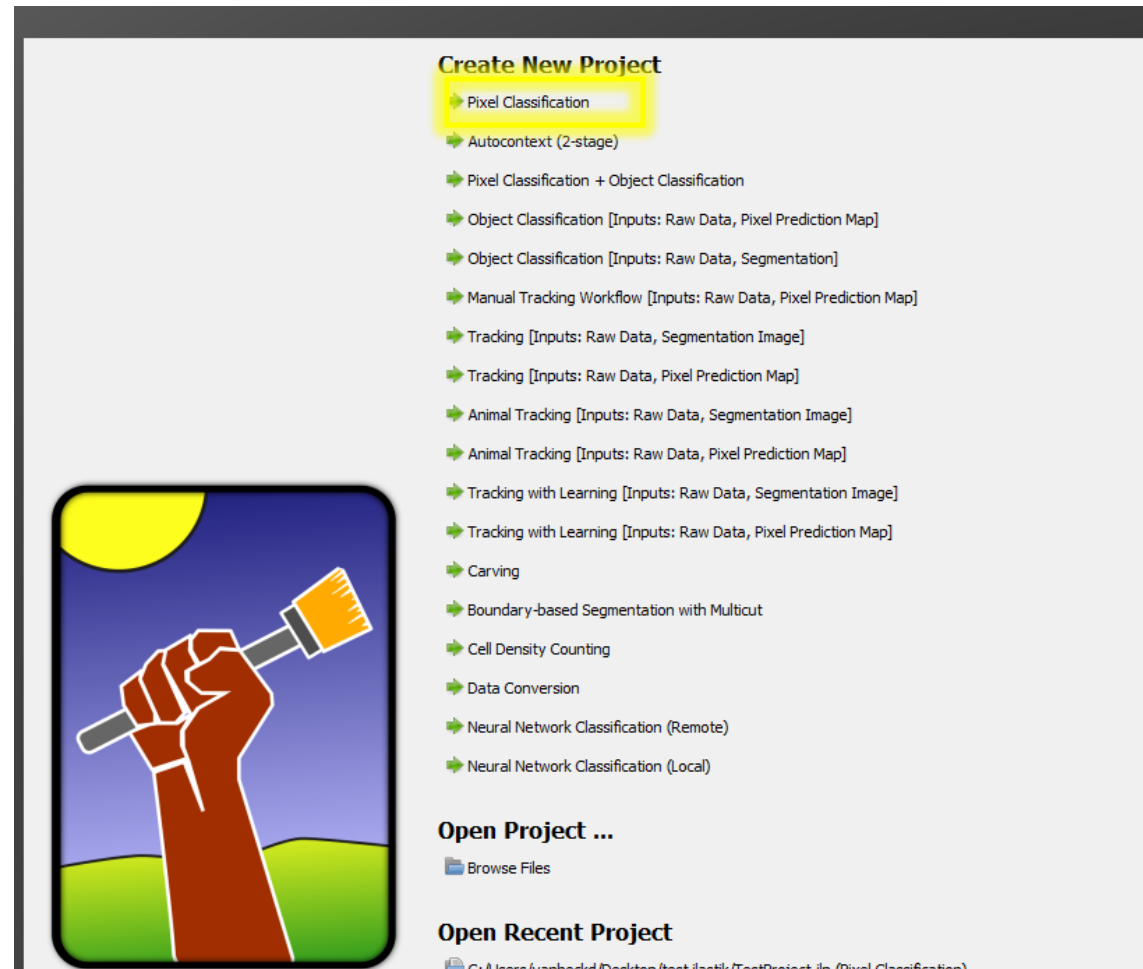 Create New Project
Pixel Classification
Autocontext (2-stage)
Pixel Classification + Object Classification
Object Classification [Inputs: Raw Data, Pixel Prediction Map]
Object Classification [Inputs: Raw Data, Segmentation]
Manual Tracking Workflow [Inputs: Raw Data, Pixel Prediction Map]
Tracking [Inputs: Raw Data, Segmentation Image]
Tracking [Inputs: Raw Data, Pixel Prediction Map]
Animal Tracking [Inputs: Raw Data, Segmentation Image]
Animal Tracking [Inputs: Raw Data, Pixel Prediction Map]
Tracking with Learning [Inputs: Raw Data, Segmentation Image]
Tracking with Learning [Inputs: Raw Data, Pixel Prediction Map]
Carving
Boundary-based Segmentation with Multicut
Cell Density Counting
Data Conversion
Neural Network Classification (Remote)
Neural Network Classification (Local)
Open Project ...
Browse Files
Open Recent Project
(Pixel Classification)